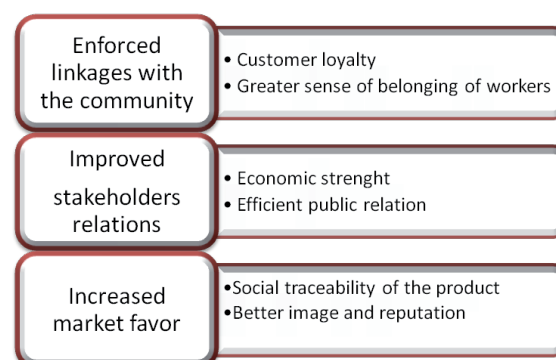 Enforced
linkages with
the community
• Customer loyalty
• Greater sense of belonging of workers
Improved
stakeholders
relations
• Economic strenght
• Efficient public relation
Increased
market favor
•Social traceability of the product
•Better image and reputation